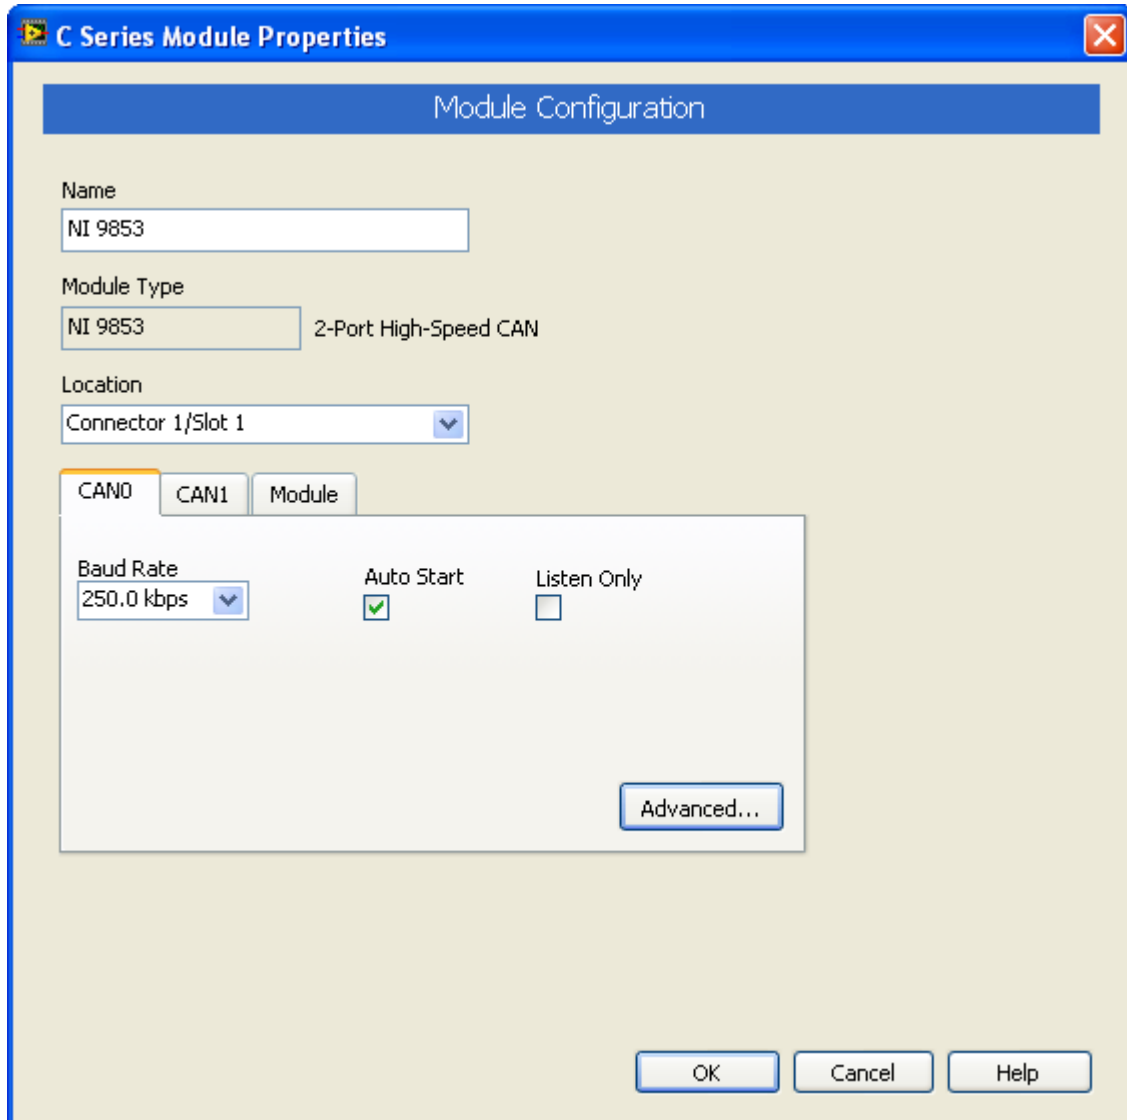 C Series Module Properties
Module Configuration
Name
NI 9853
Module Type
NI 9853 2-Port High-Speed CAN
Location
Connector 1/Slot 1
CAN0 CAN1 Module
Baud Rate Auto Start Listen Only
250.0 kbps
Advanced...
OK Cancel Help